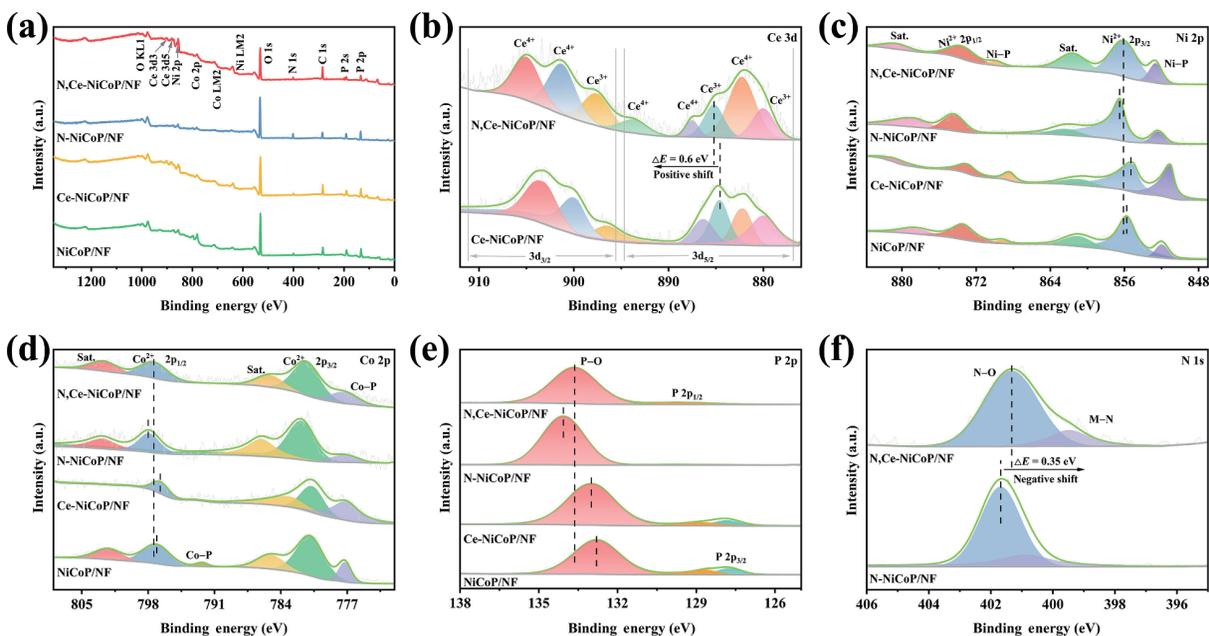 (a)
O KL1
Ce 3d3
Ce 3d5
Ni 2p
Co 2p
Co LM2
Ni LM2
O 1s
N 1s
C 1s
P 2s
P 2p
N,Ce-NiCoP/NF
N-NiCoP/NF
Ce-NiCoP/NF
NiCoP/NF
Intensity (a.u.)
1200 1000 800 600 400 200 0
Binding energy (eV)
(b)
Ce 3d
Ce⁴⁺ Ce⁴⁺ Ce³⁺ Ce⁴⁺ Ce⁴⁺ Ce³⁺ Ce⁴⁺ Ce³⁺
N,Ce-NiCoP/NF
△E = 0.6 eV
Positive shift
Ce-NiCoP/NF
3d₃/₂ 3d₅/₂
Intensity (a.u.)
910 900 890 880
Binding energy (eV)
(c)
Ni 2p
Sat. Ni²⁺ 2p₁/₂ Ni−P Sat. Ni²⁺ 2p₃/₂ Ni−P
N,Ce-NiCoP/NF
N-NiCoP/NF
Ce-NiCoP/NF
NiCoP/NF
Intensity (a.u.)
880 872 864 856 848
Binding energy (eV)
(d)
Co 2p
Sat. Co²⁺ 2p₁/₂ Sat. Co²⁺ 2p₃/₂ Co−P
N,Ce-NiCoP/NF
N-NiCoP/NF
Ce-NiCoP/NF
Co−P
NiCoP/NF
Intensity (a.u.)
805 798 791 784 777
Binding energy (eV)
(e)
P 2p
P−O
P 2p₁/₂
N,Ce-NiCoP/NF
N-NiCoP/NF
Ce-NiCoP/NF
P 2p₃/₂
NiCoP/NF
Intensity (a.u.)
138 135 132 129 126
Binding energy (eV)
(f)
N 1s
N−O
M−N
N,Ce-NiCoP/NF
△E = 0.35 eV
Negative shift
N-NiCoP/NF
Intensity (a.u.)
406 404 402 400 398 396
Binding energy (eV)